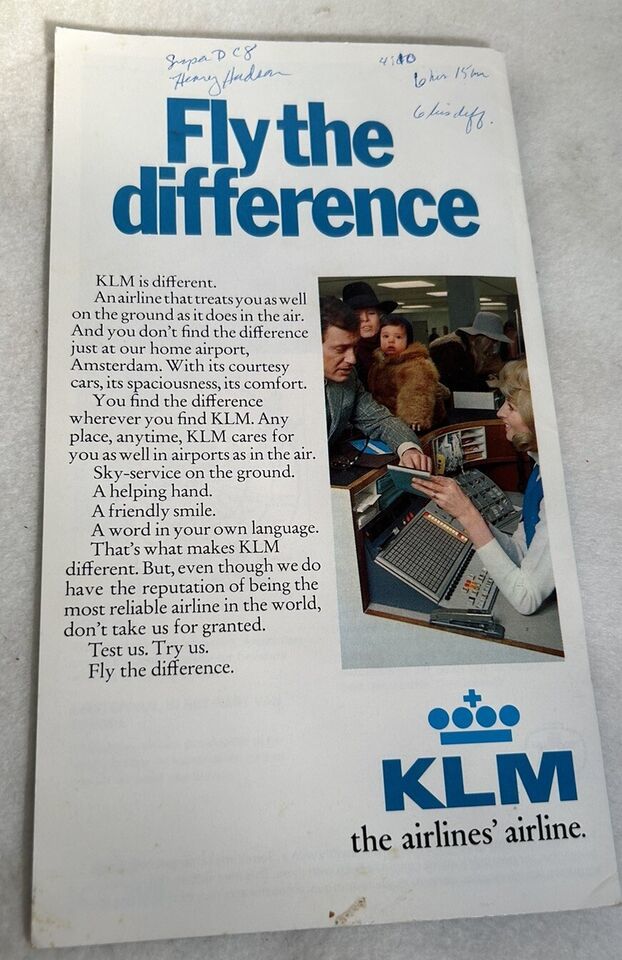 Super DC8
Henry Hudson
6 hrs 15m
6 hrs diff.
Fly the
difference
KLM is different.
An airline that treats you as well
on the ground as it does in the air.
And you don't find the difference
just at our home airport,
Amsterdam. With its courtesy
cars, its spaciousness, its comfort.
You find the difference
wherever you find KLM. Any
place, anytime, KLM cares for
you as well in airports as in the air.
Sky-service on the ground.
A helping hand.
A friendly smile.
A word in your own language.
That's what makes KLM
different. But, even though we do
have the reputation of being the
most reliable airline in the world,
don't take us for granted.
Test us. Try us.
Fly the difference.
KLM
the airlines' airline.